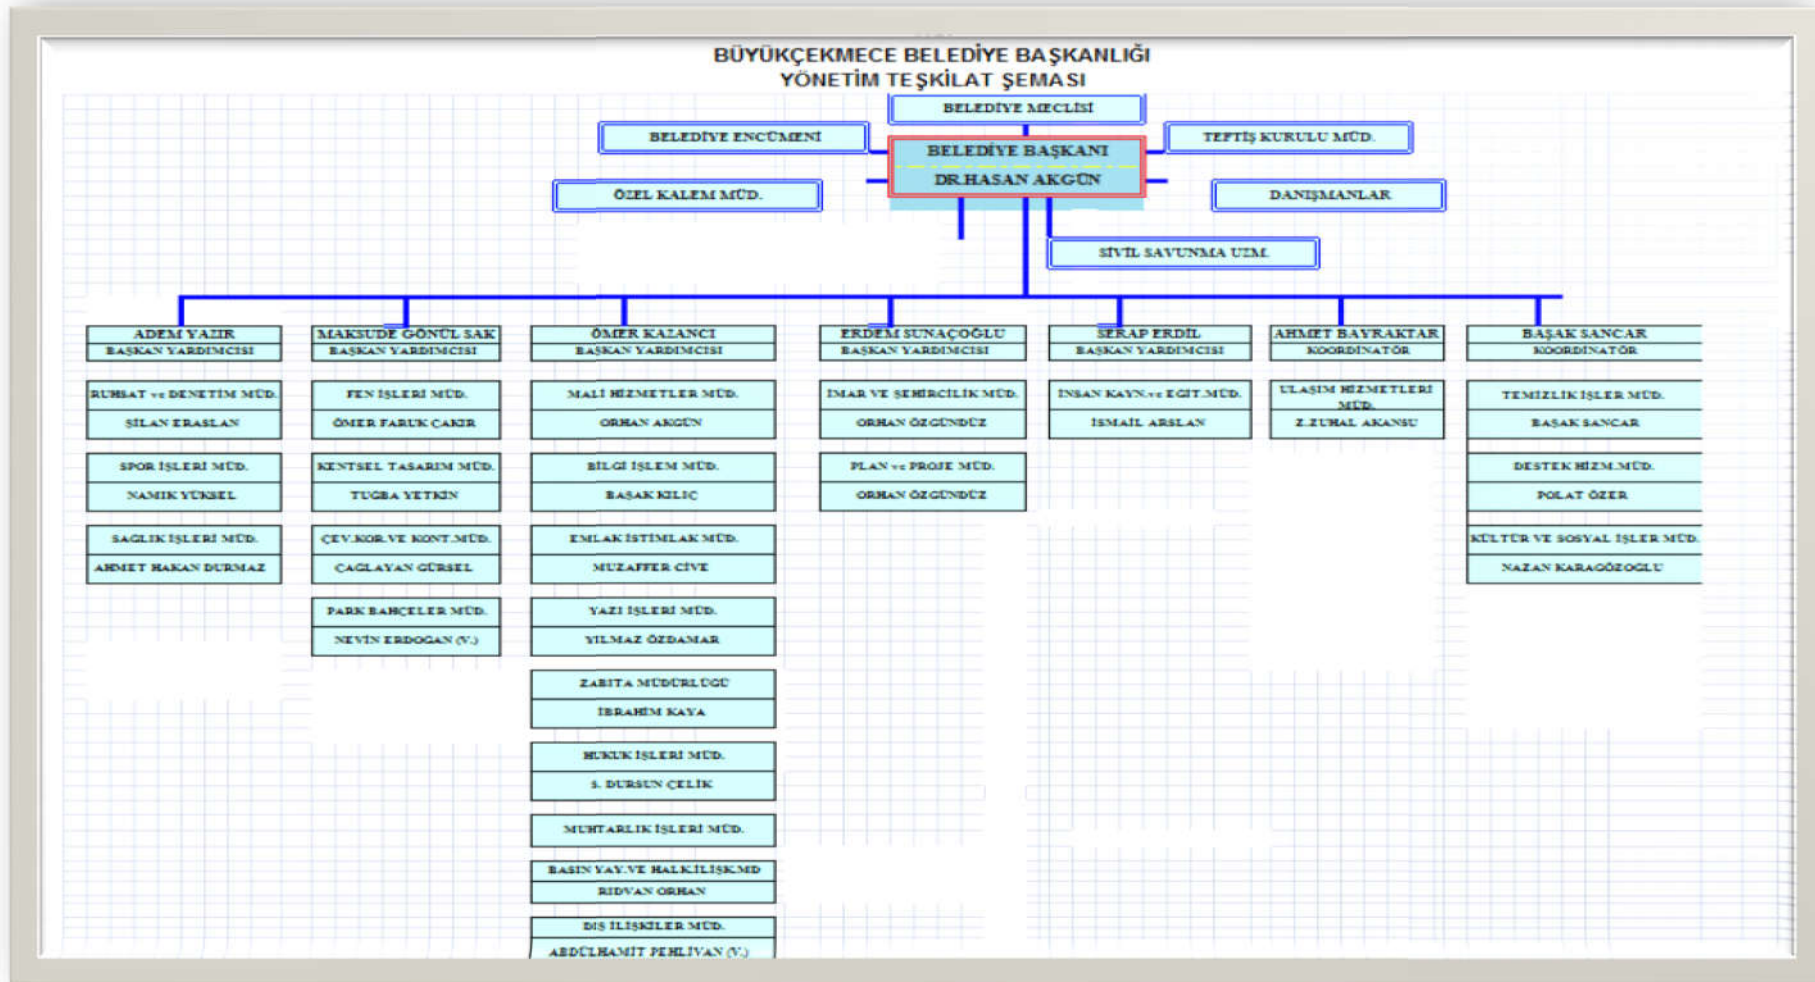 BÜYÜKÇEKMECE BELEDİYE BAŞKANLIĞI
YÖNETİM TEŞKİLAT ŞEMASI
BELEDİYE MECLİSİ
BELEDİYE ENCÜMENİ
TEFTİŞ KURULU MÜD.
BELEDİYE BAŞKANI
DR.HASAN AKGÜN
ÖZEL KALEM MÜD.
DANIŞMANLAR
SİVİL SAVUNMA UZM.
ADEM YAZIR
BAŞKAN YARDIMCISI
RUHSAT ve DENETİM MÜD.
SİLAN ERASLAN
SPOR İŞLERİ MÜD.
NAMIK YÜKSEL
SAĞLIK İŞLERİ MÜD.
AHMET HAKAN DURMAZ
MAKSUDE GÖNÜL SAK
BAŞKAN YARDIMCISI
FEN İŞLERİ MÜD.
ÖMER FARUK ÇAKIR
KENTSEL TASARIM MÜD.
TUĞBA YETKİN
ÇEV.KOR.VE KONT.MÜD.
ÇAĞLAYAN GÜRSEL
PARK BAHÇELER MÜD.
NEVİN ERDOĞAN (V.)
ÖMER KAZANCI
BAŞKAN YARDIMCISI
MALİ HİZMETLER MÜD.
ORHAN AKGÜN
BİLGİ İŞLEM MÜD.
BAŞAK KILIÇ
EMLAK İSTİMLAK MÜD.
MUZAFFER CİVE
YAZI İŞLERİ MÜD.
YILMAZ ÖZDAMAR
ZABITA MÜDÜRLÜĞÜ
İBRAHİM KAYA
HUKUK İŞLERİ MÜD.
S. DURSUN ÇELİK
MUHTARLIK İŞLERİ MÜD.
BASIN YAY.VE HALK.İLİŞK.MD
RIDVAN ORHAN
DIŞ İLİŞKİLER MÜD.
ABDÜLHAMİT PEHLİVAN (V.)
ERDEM SUNAÇOĞLU
BAŞKAN YARDIMCISI
İMAR VE ŞEHİRCİLİK MÜD.
ORHAN ÖZGÜNDÜZ
PLAN ve PROJE MÜD.
ORHAN ÖZGÜNDÜZ
SERAP ERDİL
BAŞKAN YARDIMCISI
İNSAN KAYN.ve EĞİT.MÜD.
İSMAİL ARSLAN
AHMET BAYRAKTAR
KOORDİNATÖR
ULAŞIM HİZMETLERİ
MÜD.
Z.ZUHAL AKANSU
BAŞAK SANCAR
KOORDİNATÖR
TEMİZLİK İŞLER MÜD.
BAŞAK SANCAR
DESTEK HİZM.MÜD.
POLAT ÖZER
KÜLTÜR VE SOSYAL İŞLER MÜD.
NAZAN KARAGÖZOĞLU